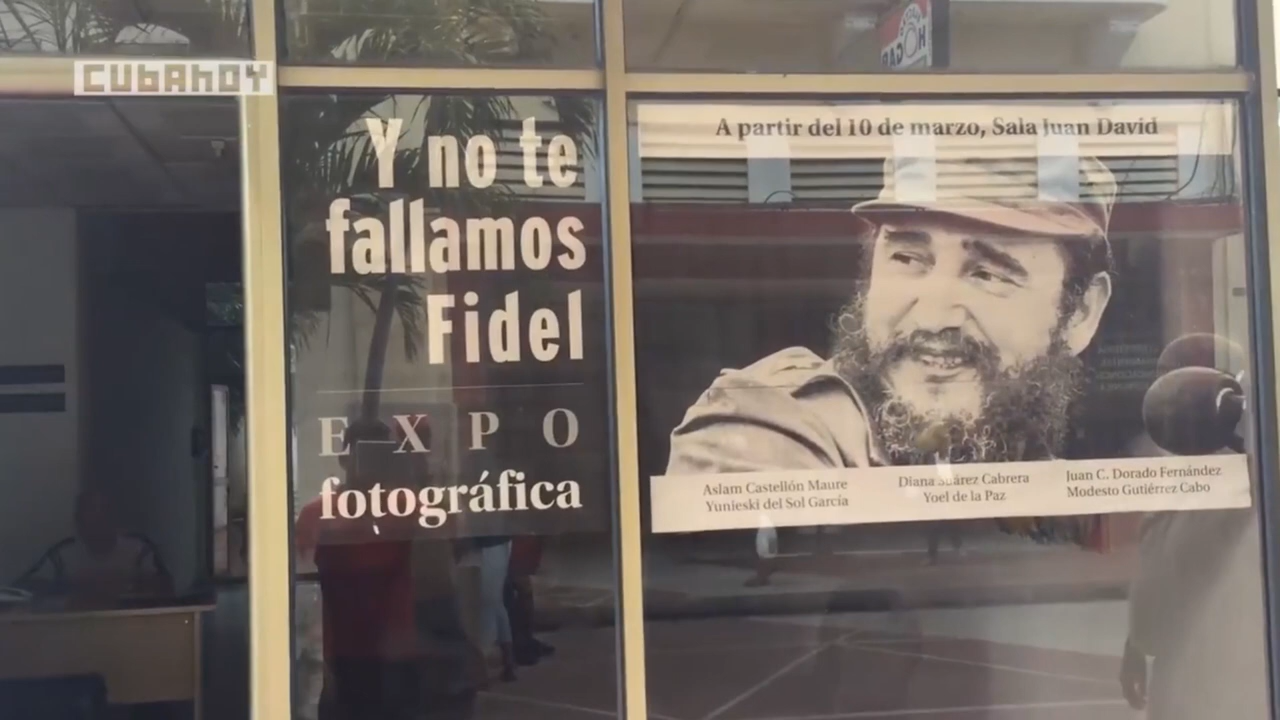 CUBAHOY
Y no te
fallamos
Fidel
EXPO
fotográfica
A partir del 10 de marzo, Sala Juan David
Aslam Castellón Maure
Yunieski del Sol García
Diana Suárez Cabrera
Yoel de la Paz
Juan C. Dorado Fernández
Modesto Gutiérrez Cabo